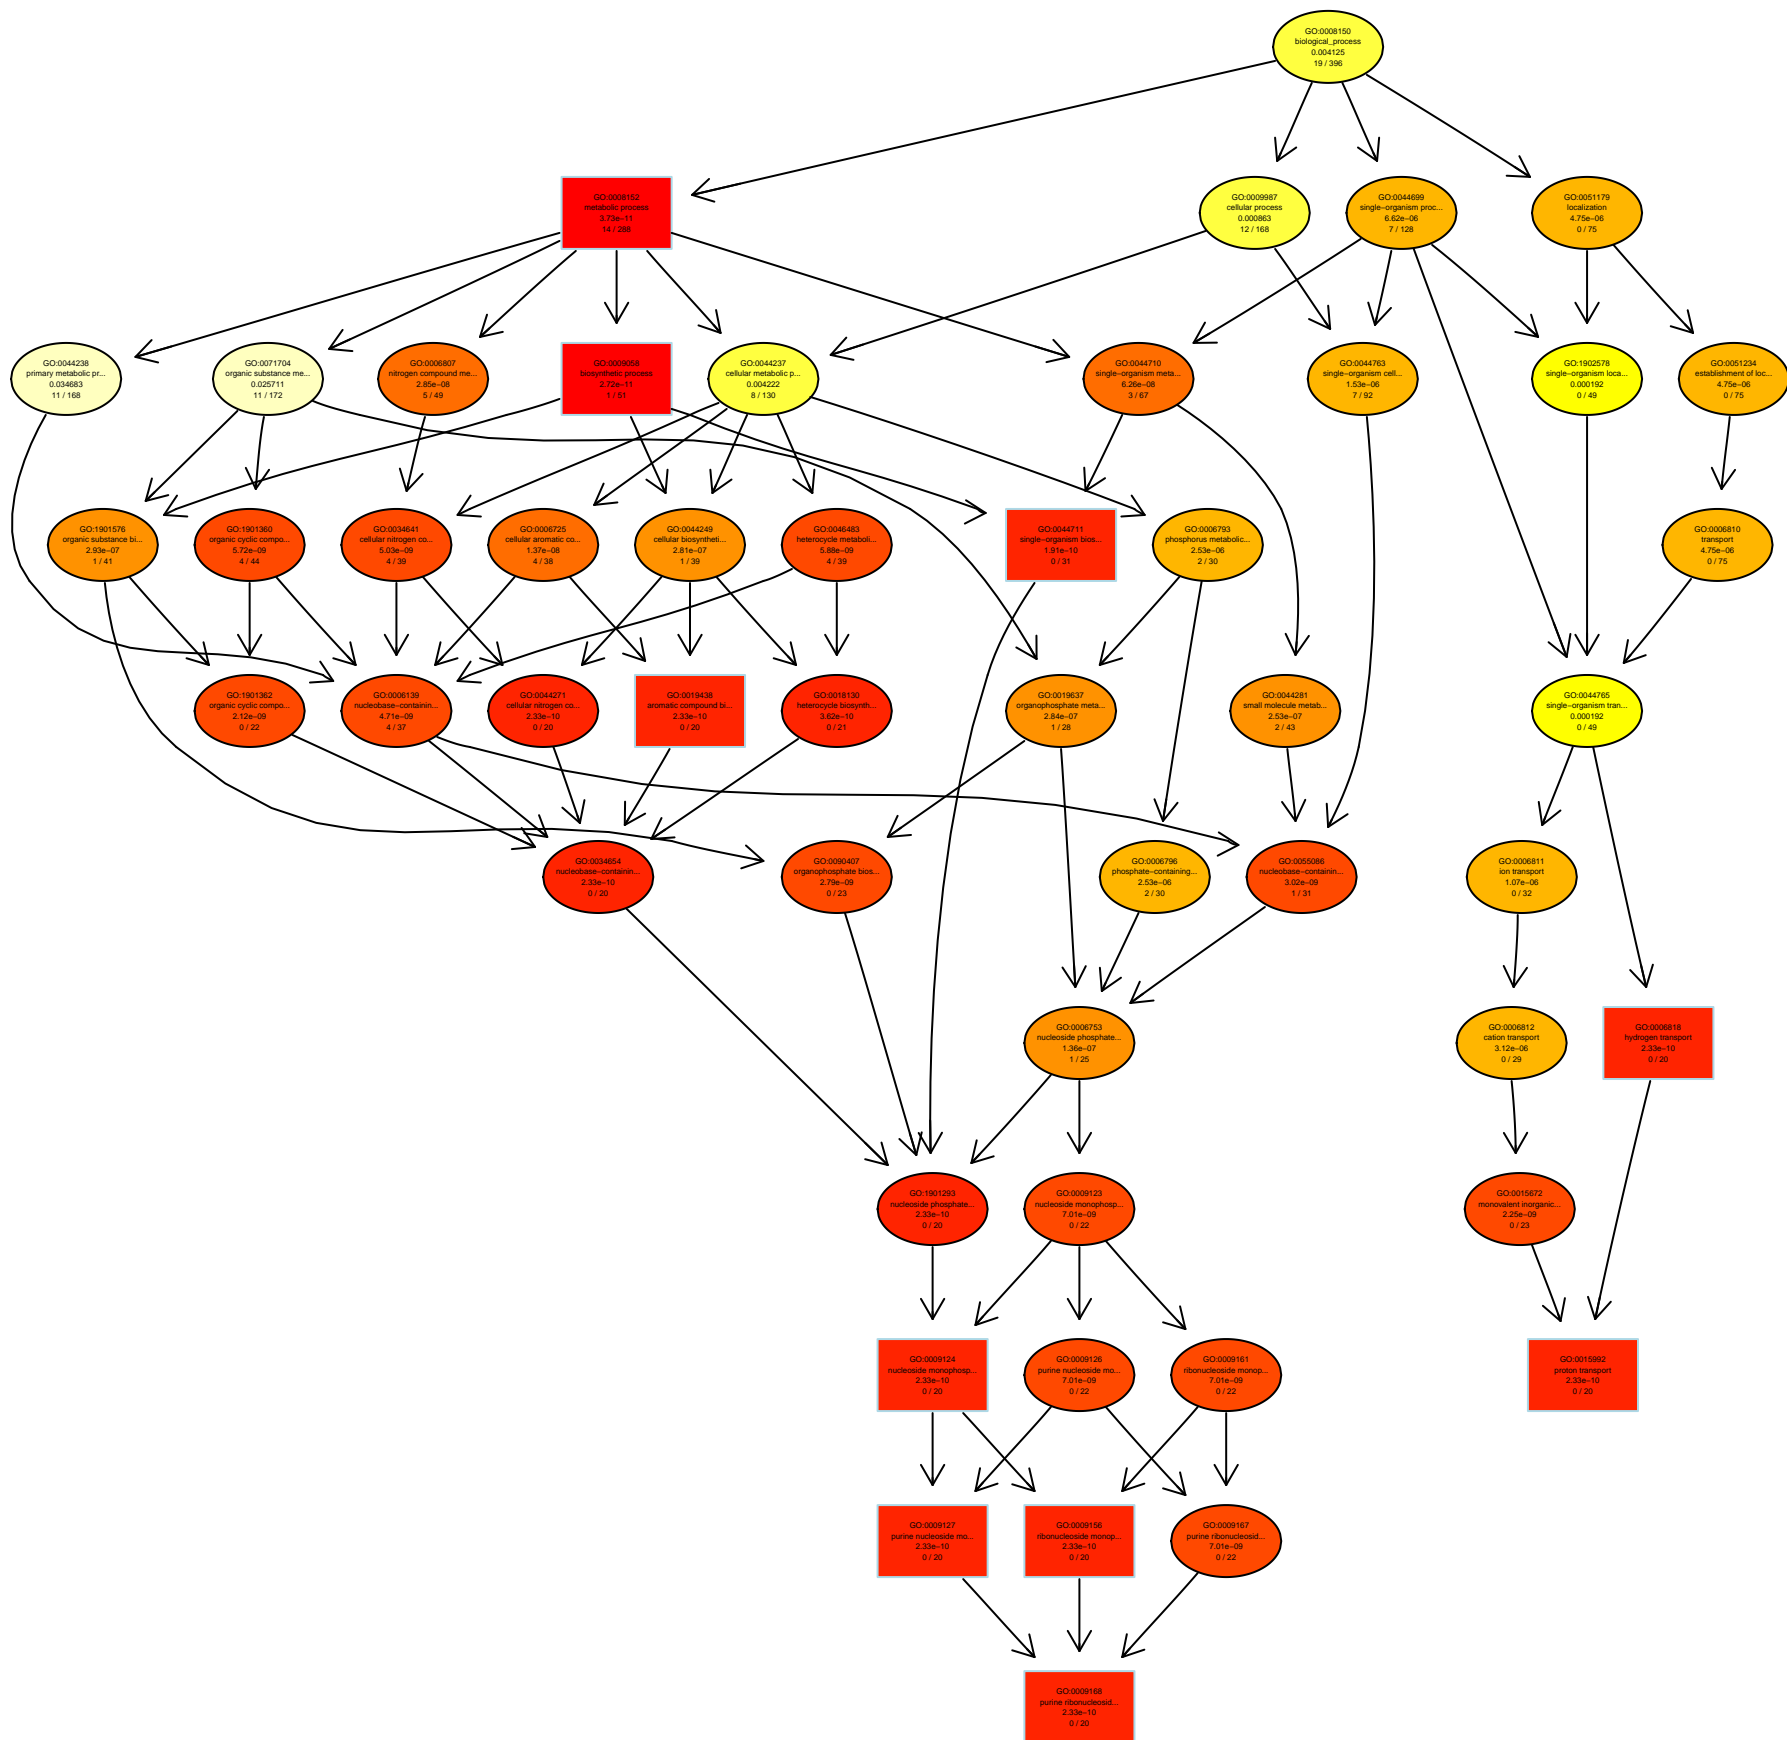 GO:0008150
biological_process
0.004125
19 / 396
GO:0008152
metabolic process
3.73e−11
14 / 288
GO:0009987
cellular process
0.000863
12 / 168
GO:0044699
single−organism proc...
6.62e−06
7 / 128
GO:0051179
localization
4.75e−06
0 / 75
GO:0044238
primary metabolic pr...
0.034683
11 / 168
GO:0071704
organic substance me...
0.025711
11 / 172
GO:0006807
nitrogen compound me...
2.85e−08
5 / 49
GO:0009058
biosynthetic process
2.72e−11
1 / 51
GO:0044237
cellular metabolic p...
0.004222
8 / 130
GO:0044710
single−organism meta...
6.26e−08
3 / 67
GO:0044763
single−organism cell...
1.53e−06
7 / 92
GO:1902578
single−organism loca...
0.000192
0 / 49
GO:0051234
establishment of loc...
4.75e−06
0 / 75
GO:1901576
organic substance bi...
2.93e−07
1 / 41
GO:1901360
organic cyclic compo...
5.72e−09
4 / 44
GO:0034641
cellular nitrogen co...
5.03e−09
4 / 39
GO:0006725
cellular aromatic co...
1.37e−08
4 / 38
GO:0044249
cellular biosyntheti...
2.81e−07
1 / 39
GO:0046483
heterocycle metaboli...
5.88e−09
4 / 39
GO:0044711
single−organism bios...
1.91e−10
0 / 31
GO:0006793
phosphorus metabolic...
2.53e−06
2 / 30
GO:0006810
transport
4.75e−06
0 / 75
GO:1901362
organic cyclic compo...
2.12e−09
0 / 22
GO:0006139
nucleobase−containin...
4.71e−09
4 / 37
GO:0044271
cellular nitrogen co...
2.33e−10
0 / 20
GO:0019438
aromatic compound bi...
2.33e−10
0 / 20
GO:0018130
heterocycle biosynth...
3.62e−10
0 / 21
GO:0019637
organophosphate meta...
2.84e−07
1 / 28
GO:0044281
small molecule metab...
2.53e−07
2 / 43
GO:0044765
single−organism tran...
0.000192
0 / 49
GO:0034654
nucleobase−containin...
2.33e−10
0 / 20
GO:0090407
organophosphate bios...
2.79e−09
0 / 23
GO:0006796
phosphate−containing...
2.53e−06
2 / 30
GO:0055086
nucleobase−containin...
3.02e−09
1 / 31
GO:0006811
ion transport
1.07e−06
0 / 32
GO:0006753
nucleoside phosphate...
1.36e−07
1 / 25
GO:0006812
cation transport
3.12e−06
0 / 29
GO:0006818
hydrogen transport
2.33e−10
0 / 20
GO:1901293
nucleoside phosphate...
2.33e−10
0 / 20
GO:0009123
nucleoside monophosp...
7.01e−09
0 / 22
GO:0015672
monovalent inorganic...
2.25e−09
0 / 23
GO:0009124
nucleoside monophosp...
2.33e−10
0 / 20
GO:0009126
purine nucleoside mo...
7.01e−09
0 / 22
GO:0009161
ribonucleoside monop...
7.01e−09
0 / 22
GO:0015992
proton transport
2.33e−10
0 / 20
GO:0009127
purine nucleoside mo...
2.33e−10
0 / 20
GO:0009156
ribonucleoside monop...
2.33e−10
0 / 20
GO:0009167
purine ribonucleosid...
7.01e−09
0 / 22
GO:0009168
purine ribonucleosid...
2.33e−10
0 / 20